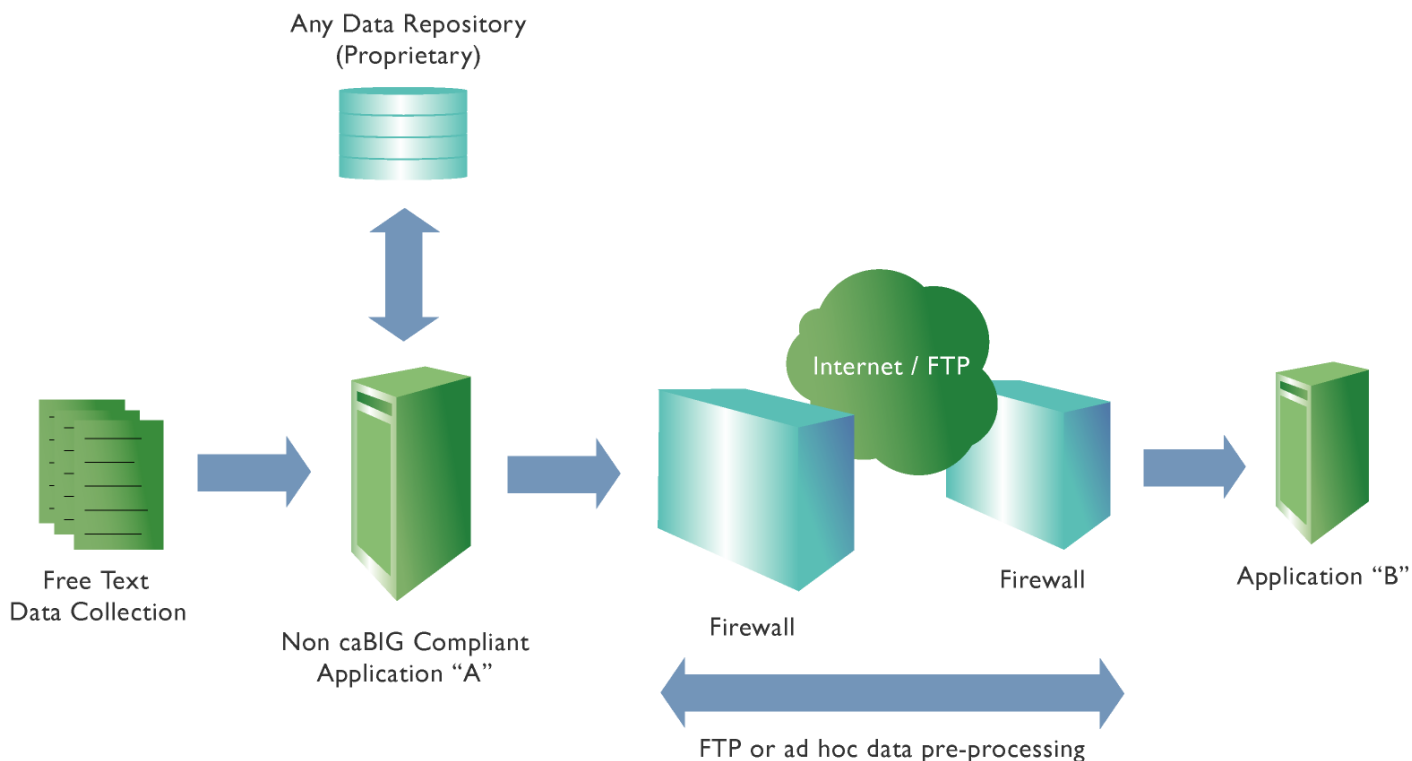 Any Data Repository
(Proprietary)
Internet / FTP
Free Text
Data Collection
Non caBIG Compliant
Application “A”
Firewall
Firewall
Application “B”
FTP or ad hoc data pre-processing